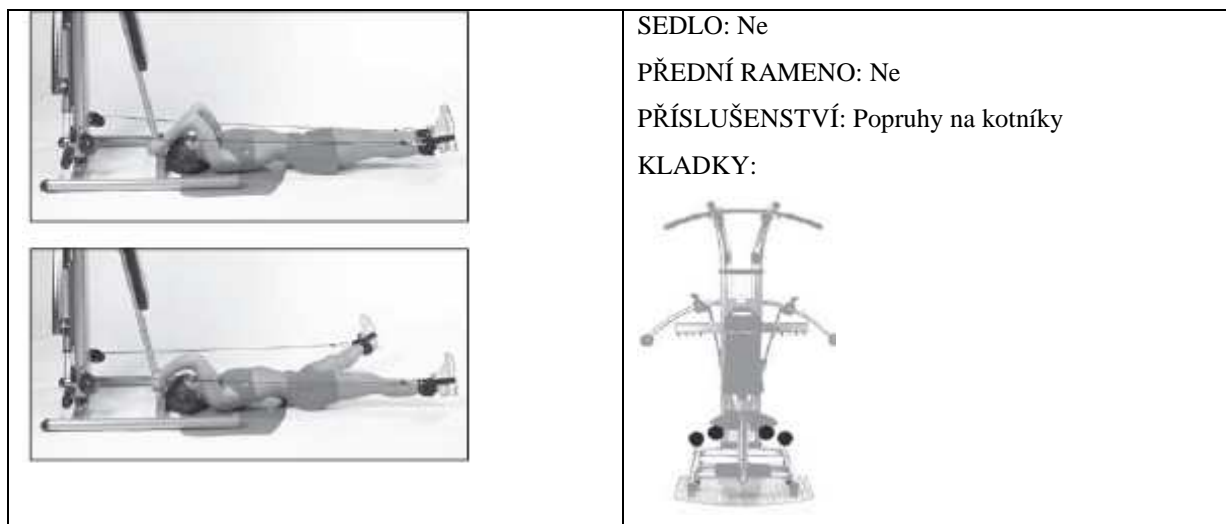 SEDLO: Ne
PŘEDNÍ RAMENO: Ne
PŘÍSLUŠENSTVÍ: Popruhy na kotníky
KLADKY: